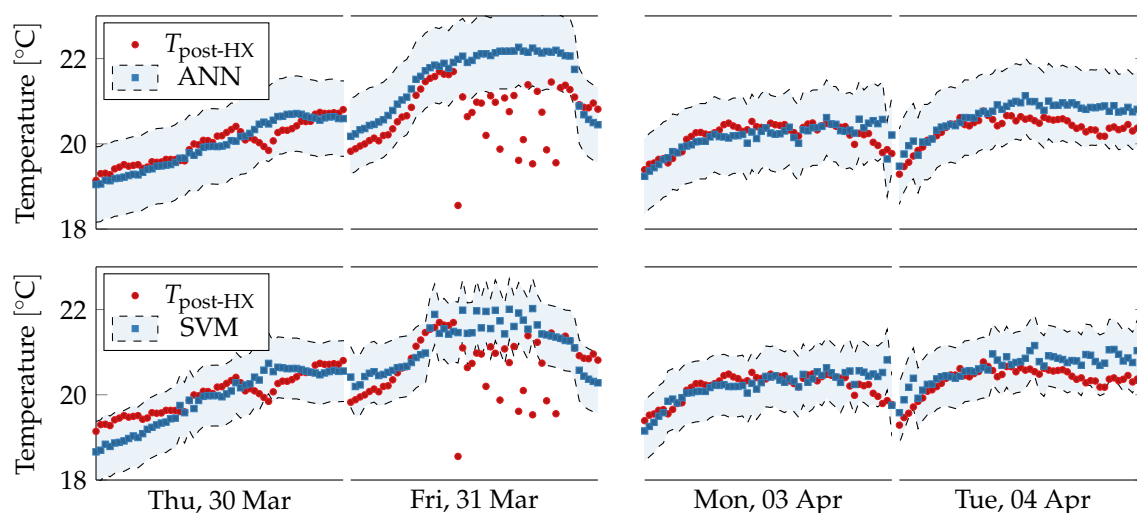 Temperature [°C]
22
20
18
T_post-HX
ANN
Temperature [°C]
22
20
18
T_post-HX
SVM
Thu, 30 Mar Fri, 31 Mar Mon, 03 Apr Tue, 04 Apr